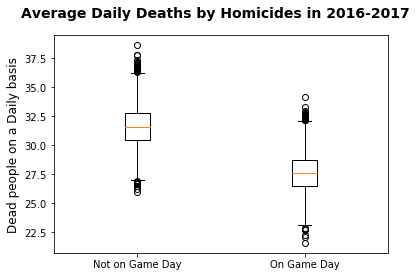 Average Daily Deaths by Homicides in 2016-2017
Dead people on a Daily basis
37.5
35.0
32.5
30.0
27.5
25.0
22.5
Not on Game Day
On Game Day